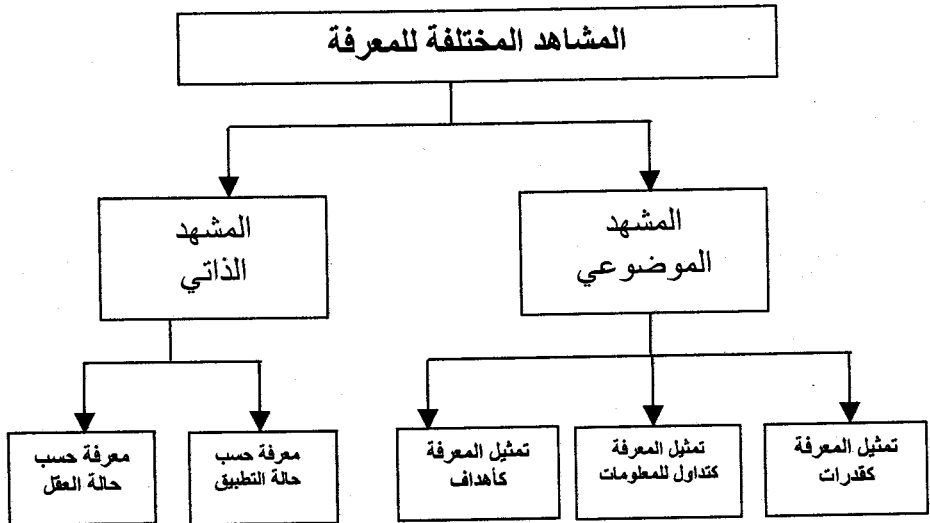 المشاهد المختلفة للمعرفة
المشهد
الموضوعي
المشهد
الذاتي
تمثيل المعرفة
كقدرات
تمثيل المعرفة
كتداول للمعلومات
تمثيل المعرفة
كأهداف
معرفة حسب
حالة التطبيق
معرفة حسب
حالة العقل